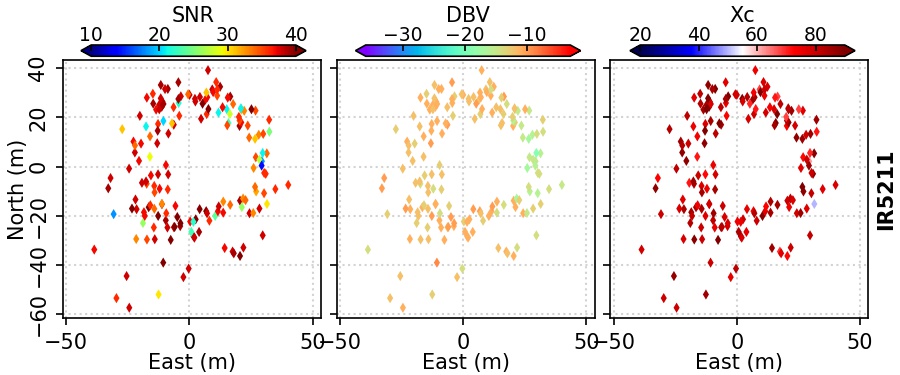 SNR DBV Xc
10 20 30 40 −30 −20 −10 20 40 60 80
40
20
0
−20
−40
−60
North (m)
−50 0 50 −50 0 50 −50 0 50
East (m) East (m) East (m)
IR5211